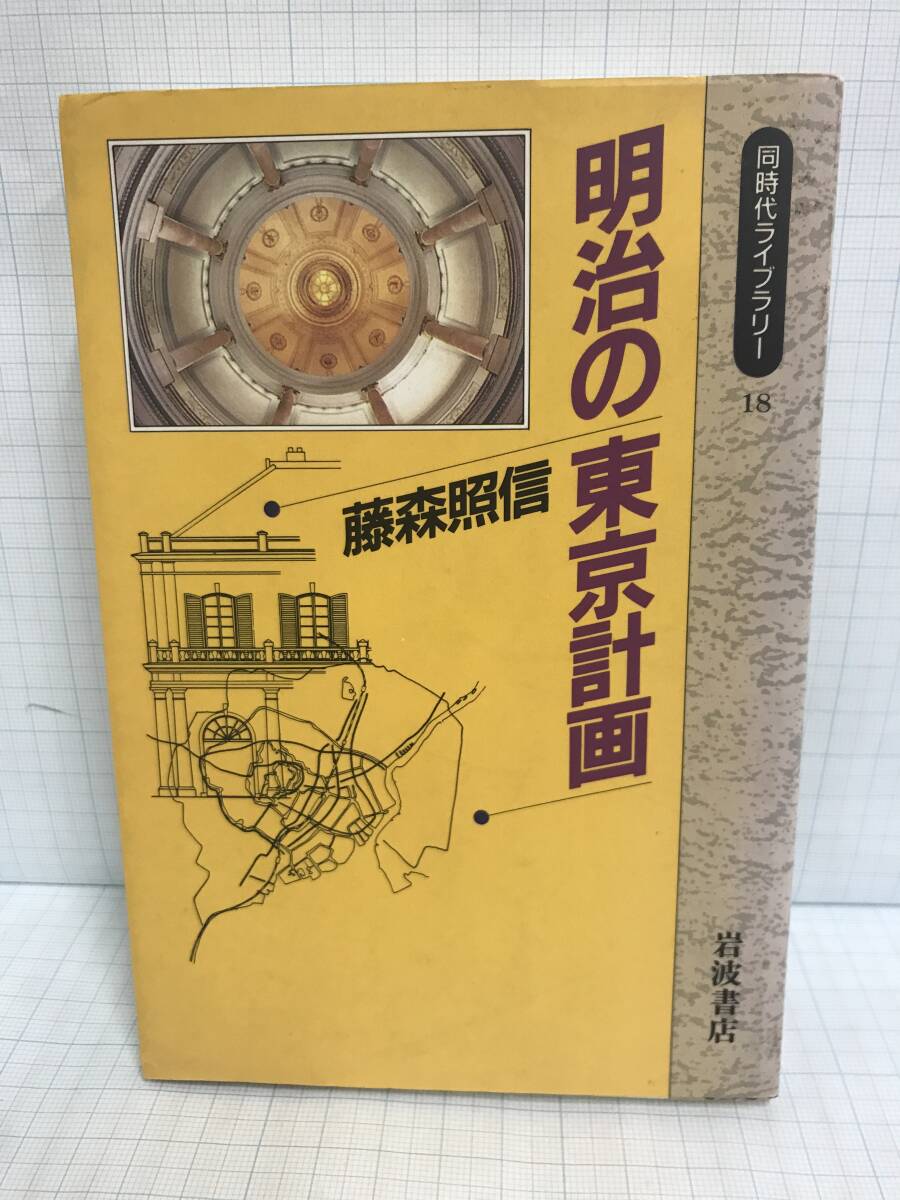 明治の東京計画
藤森照信
同時代ライブラリー
18
岩波書店